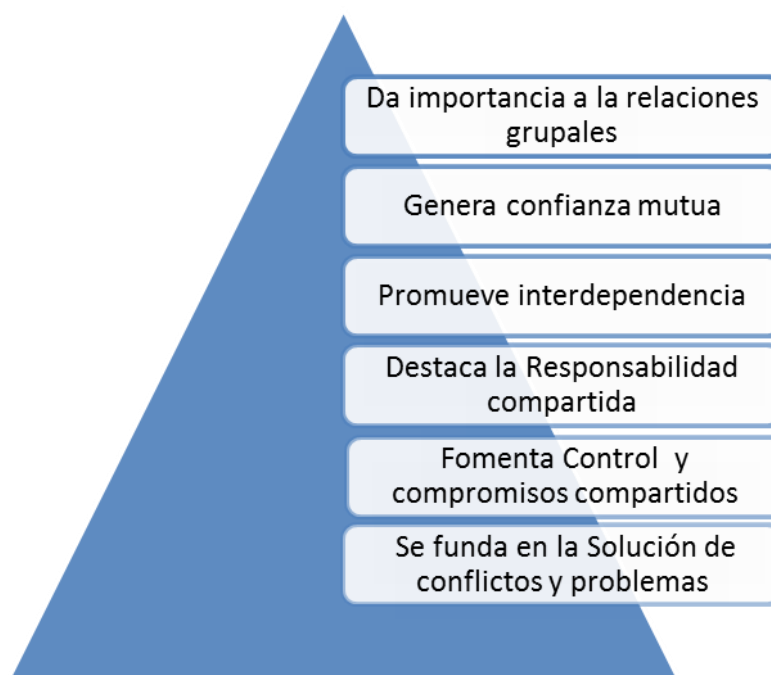 Da importancia a la relaciones
grupales
Genera confianza mutua
Promueve interdependencia
Destaca la Responsabilidad
compartida
Fomenta Control y
compromisos compartidos
Se funda en la Solución de
conflictos y problemas